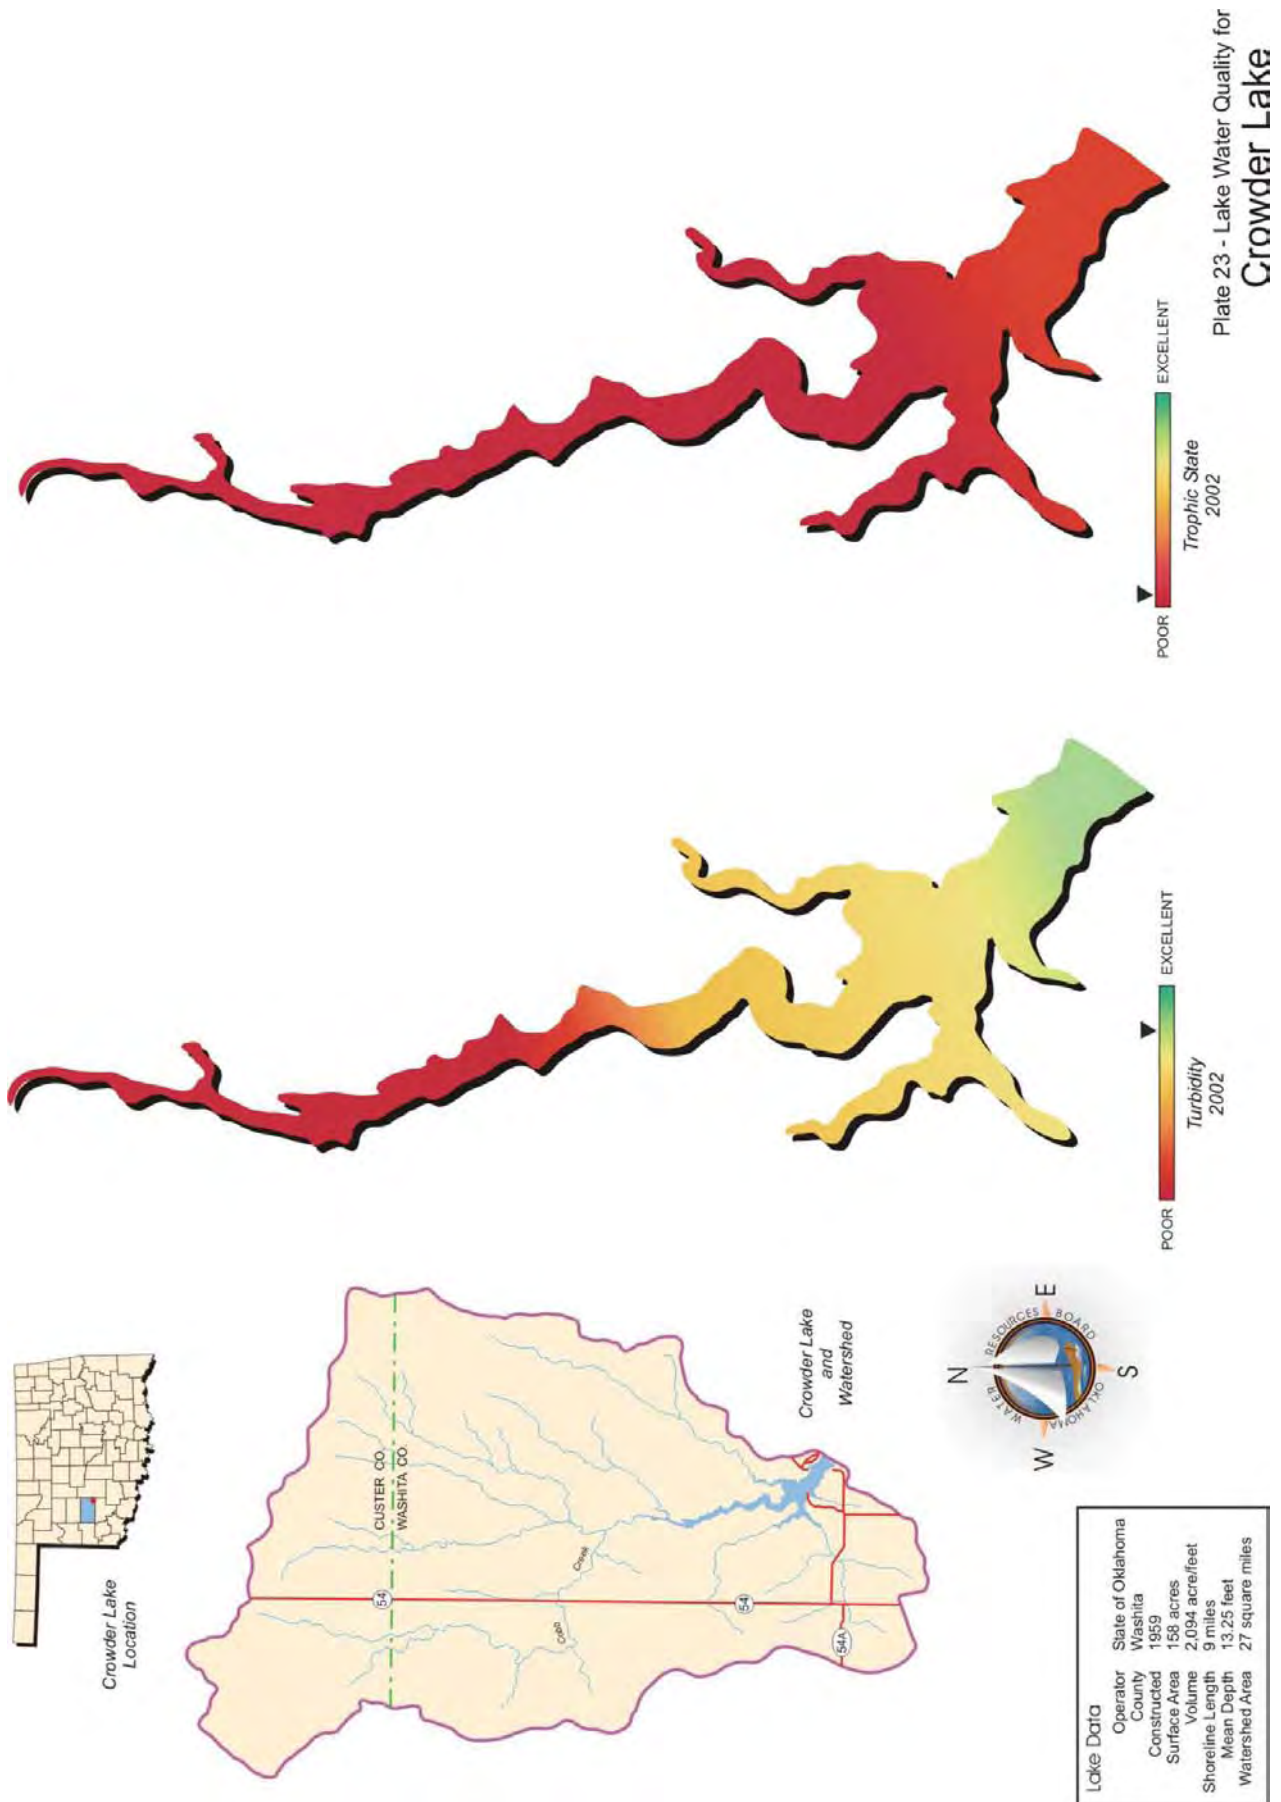 Plate 23 - Lake Water Quality for
Crowder Lake
Crowder Lake
Location
CUSTER CO.
WASHITA CO.
54
54
54A
Cobb
Creek
Crowder Lake
and
Watershed
N
W
E
S
OKLAHOMA WATER RESOURCES BOARD
POOR
EXCELLENT
Turbidity
2002
POOR
EXCELLENT
Trophic State
2002
Lake Data
Operator State of Oklahoma
County Washita
Constructed 1959
Surface Area 158 acres
Volume 2,094 acre/feet
Shoreline Length 9 miles
Mean Depth 13.25 feet
Watershed Area 27 square miles